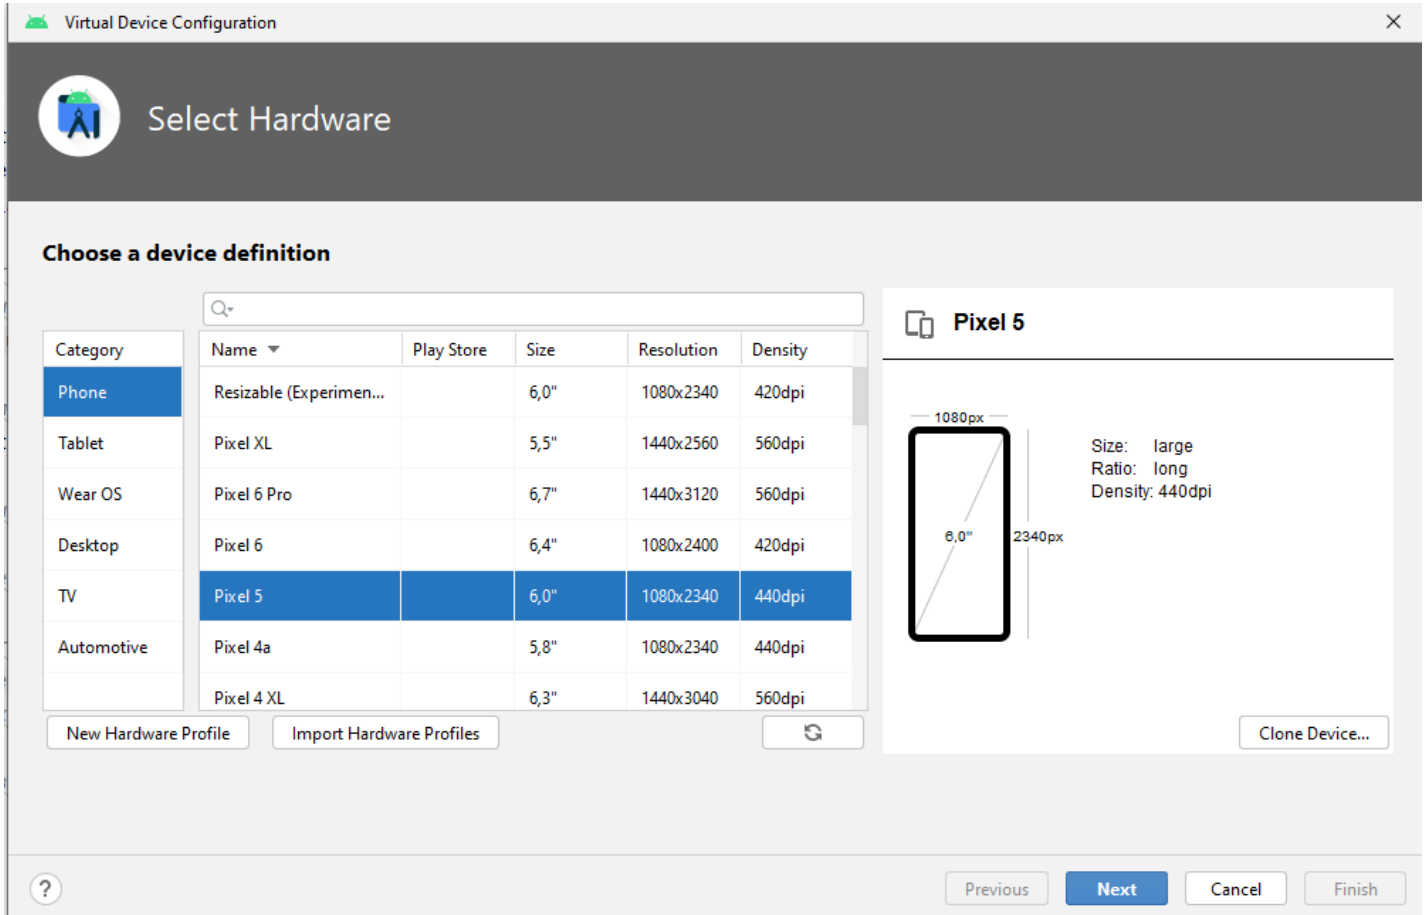 Virtual Device Configuration
Select Hardware
Choose a device definition
Category
Phone
Tablet
Wear OS
Desktop
TV
Automotive
Name Play Store Size Resolution Density
Resizable (Experimen... 6,0" 1080x2340 420dpi
Pixel XL 5,5" 1440x2560 560dpi
Pixel 6 Pro 6,7" 1440x3120 560dpi
Pixel 6 6,4" 1080x2400 420dpi
Pixel 5 6,0" 1080x2340 440dpi
Pixel 4a 5,8" 1080x2340 440dpi
Pixel 4 XL 6,3" 1440x3040 560dpi
New Hardware Profile Import Hardware Profiles
Pixel 5
1080px
6,0"
2340px
Size: large
Ratio: long
Density: 440dpi
Clone Device...
? Previous Next Cancel Finish